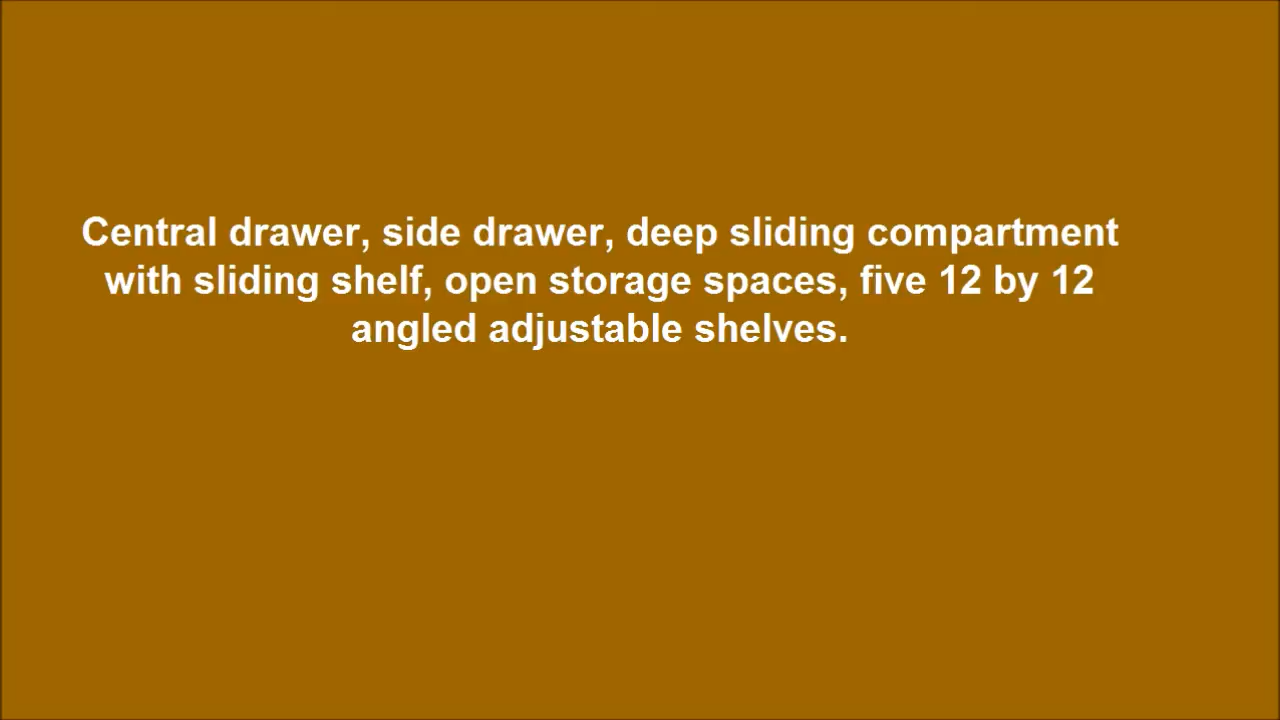 Central drawer, side drawer, deep sliding compartment
with sliding shelf, open storage spaces, five 12 by 12
angled adjustable shelves.